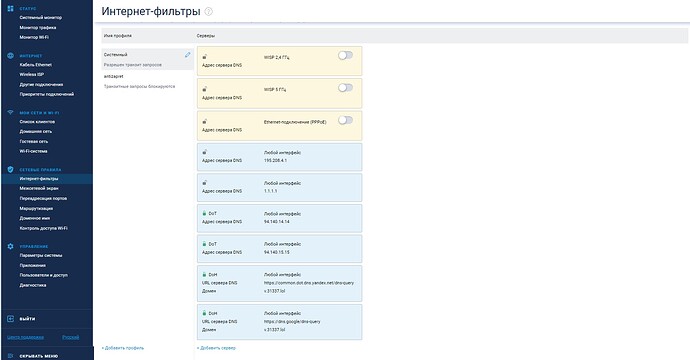 СТАТУС
Системный монитор
Монитор трафика
Монитор Wi-Fi
ИНТЕРНЕТ
Кабель Ethernet
Wireless ISP
Другие подключения
Приоритеты подключений
МОИ СЕТИ И WI-FI
Список клиентов
Домашняя сеть
Гостевая сеть
Wi-Fi-система
СЕТЕВЫЕ ПРАВИЛА
Интернет-фильтры
Межсетевой экран
Переадресация портов
Маршрутизация
Доменное имя
Контроль доступа Wi-Fi
УПРАВЛЕНИЕ
Параметры системы
Приложения
Пользователи и доступ
Диагностика
ВЫЙТИ
Центр поддержки Русский
СКРЫВАТЬ МЕНЮ
Интернет-фильтры
Имя профиля Серверы
Системный
Разрешен транзит запросов
antizapret
Транзитные запросы блокируются
+ Добавить профиль
WISP 2,4 ГГц
Адрес сервера DNS
WISP 5 ГГц
Адрес сервера DNS
Ethernet-подключение (PPPoE)
Адрес сервера DNS
Любой интерфейс
Адрес сервера DNS 195.208.4.1
Любой интерфейс
Адрес сервера DNS 1.1.1.1
DoT Любой интерфейс
Адрес сервера DNS 94.140.14.14
DoT Любой интерфейс
Адрес сервера DNS 94.140.15.15
DoH Любой интерфейс
URL сервера DNS https://common.dot.dns.yandex.net/dns-query
Домен v.31337.lol
DoH Любой интерфейс
URL сервера DNS https://dns.google/dns-query
Домен v.31337.lol
+ Добавить сервер